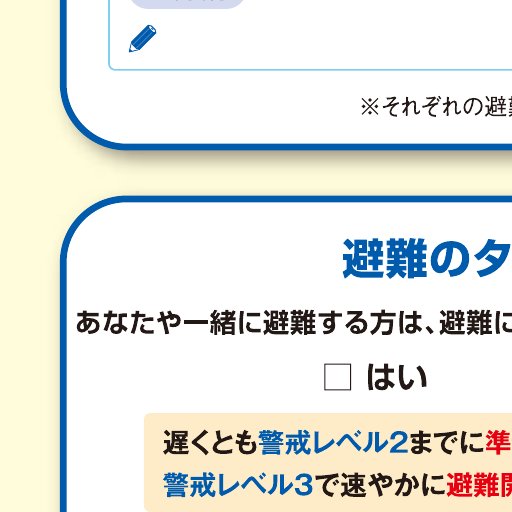 ※それぞれの避
避難のタ
あなたや一緒に避難する方は、避難に
□ はい
遅くとも警戒レベル2までに準
警戒レベル3で速やかに避難開